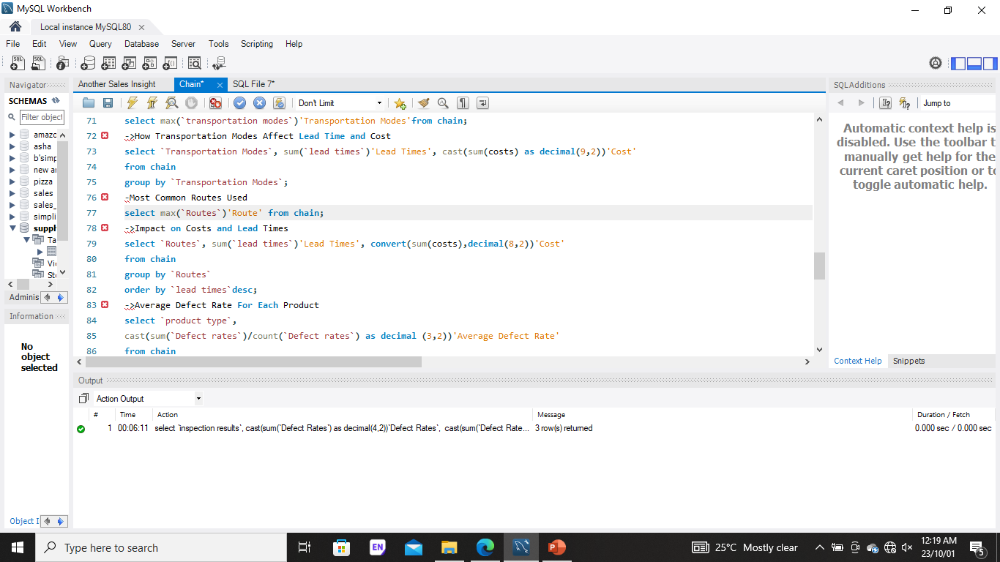 MySQL Workbench
Local instance MySQL80
File Edit View Query Database Server Tools Scripting Help
Navigator
SCHEMAS
Filter object
amazo
asha
b'simp
new ar
pizza
sales
sales_
simpli
suppl
Ta
Vi
St
Adminis
Information
No
object
selected
Object I
Another Sales Insight Chain* SQL File 7*
Don't Limit
71 select max(`transportation modes`)'Transportation Modes'from chain;
72 ->How Transportation Modes Affect Lead Time and Cost
73 select `Transportation Modes`, sum(`lead times`)'Lead Times', cast(sum(costs) as decimal(9,2))'Cost'
74 from chain
75 group by `Transportation Modes`;
76 -Most Common Routes Used
77 select max(`Routes`)'Route' from chain;
78 ->Impact on Costs and Lead Times
79 select `Routes`, sum(`lead times`)'Lead Times', convert(sum(costs),decimal(8,2))'Cost'
80 from chain
81 group by `Routes`
82 order by `lead times`desc;
83 ->Average Defect Rate For Each Product
84 select `product type`,
85 cast(sum(`Defect rates`)/count(`Defect rates`) as decimal (3,2))'Average Defect Rate'
86 from chain
SQLAdditions
Jump to
Automatic context help is
disabled. Use the toolbar t
manually get help for the
current caret position or to
toggle automatic help.
Context Help Snippets
Output
Action Output
# Time Action Message Duration / Fetch
1 00:06:11 select `inspection results`, cast(sum(`Defect Rates`) as decimal(4,2))`Defect Rates`, cast(sum(`Defect Rate... 3 row(s) returned 0.000 sec / 0.000 sec
Type here to search
EN
25°C Mostly clear
12:19 AM
23/10/01
5